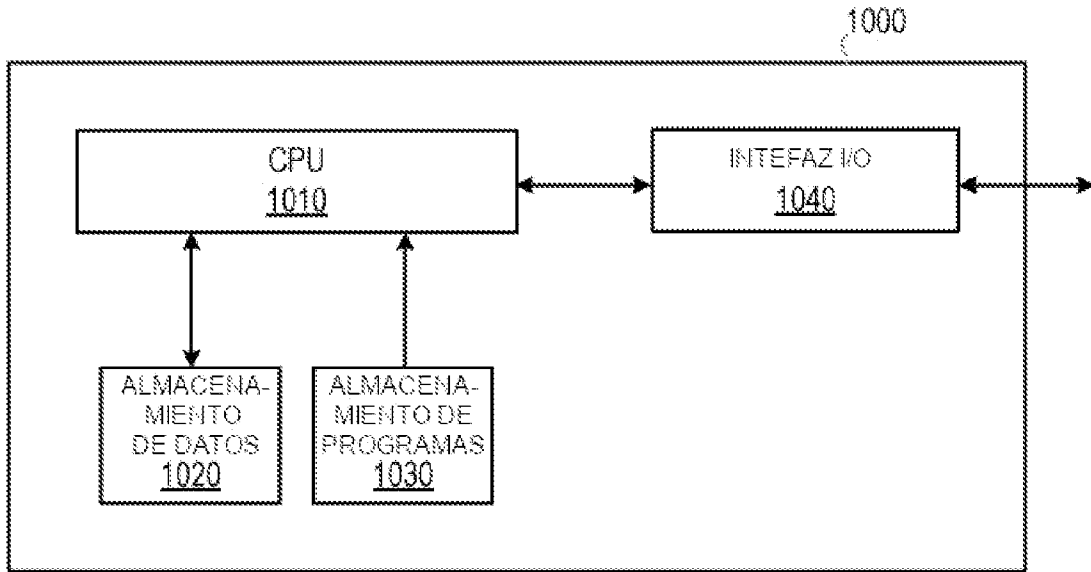 1000
CPU
1010
INTEFAZ I/O
1040
ALMACENA-
MIENTO
DE DATOS
1020
ALMACENA-
MIENTO DE
PROGRAMAS
1030